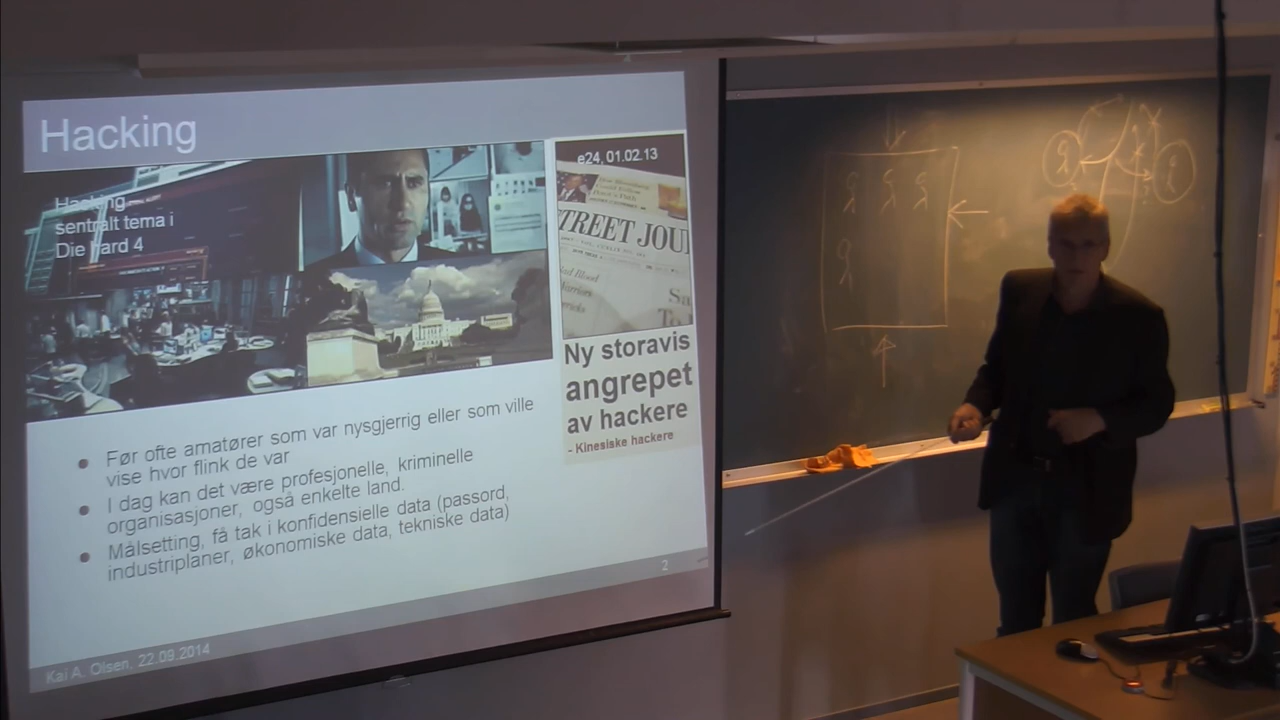 Hacking
Hacking
sentralt tema i
Die hard 4
e24, 01.02.13
TREET JOU
Ny storavis
angrepet
av hackere
- Kinesiske hackere
• Før ofte amatører som var nysgjerrig eller som ville
vise hvor flink de var
• I dag kan det være profesjonelle, kriminelle
organisasjoner, også enkelte land.
• Målsetting, få tak i konfidensielle data (passord,
industriplaner, økonomiske data, tekniske data)
2
Kai A. Olsen, 22.09.2014